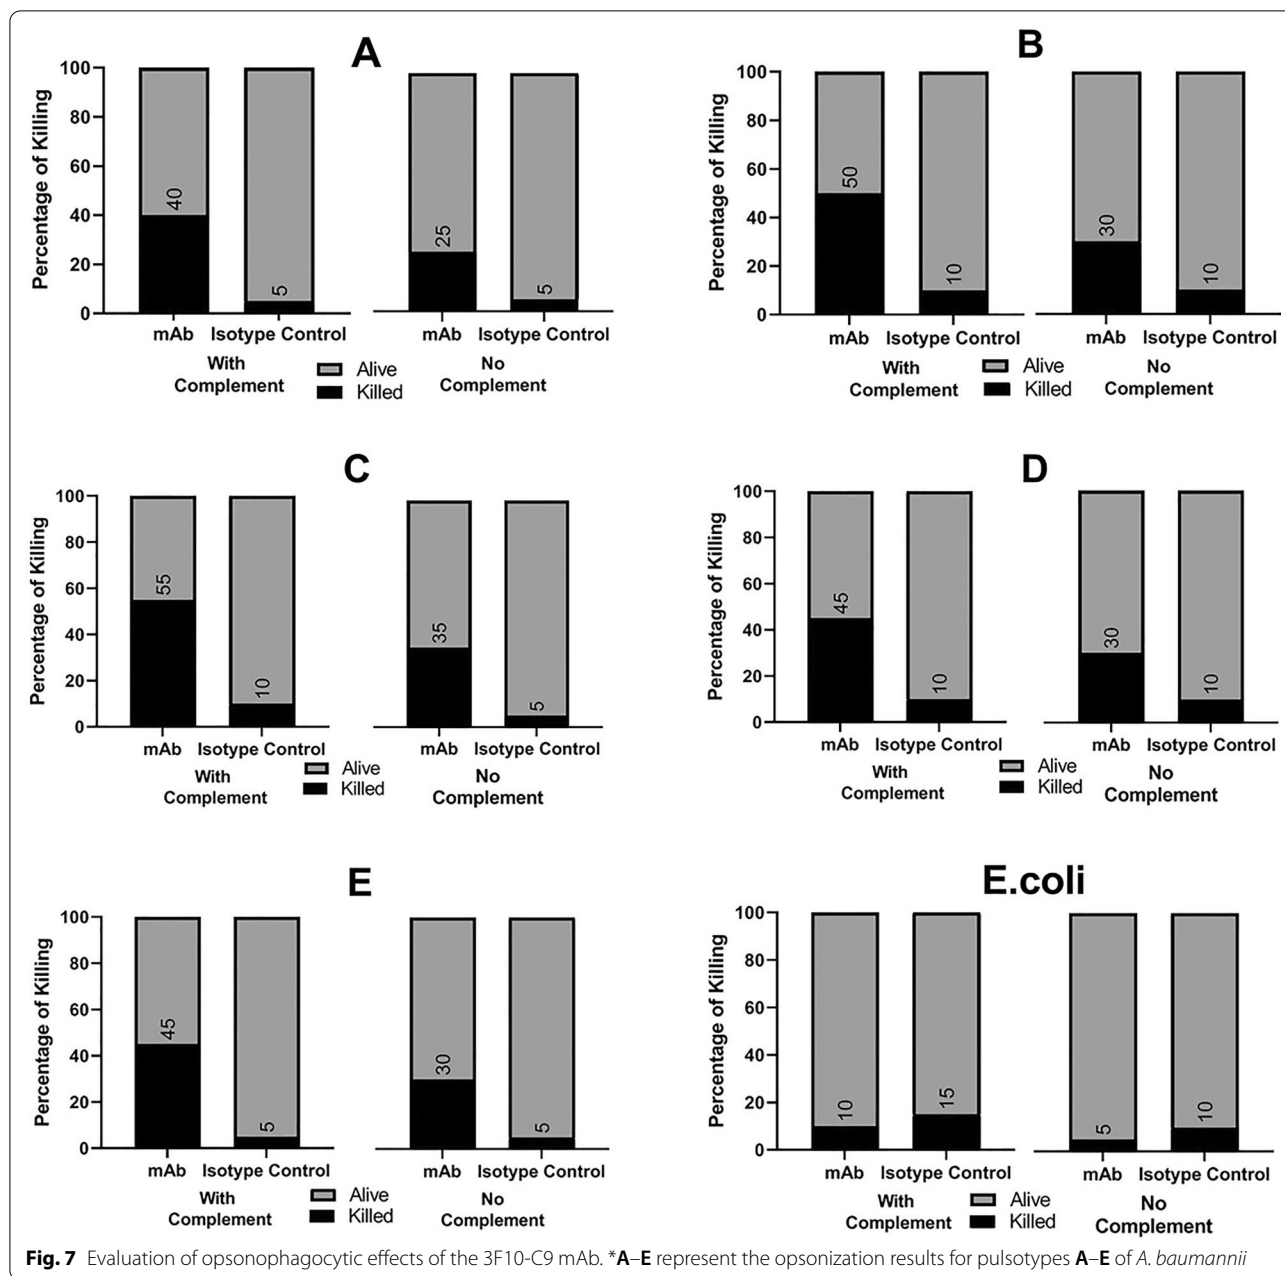 A
Percentage of Killing
100
80
60
40
20
0
40
5
25
5
mAb Isotype Control mAb Isotype Control
With Complement
Alive
Killed
No Complement
B
Percentage of Killing
100
80
60
40
20
0
50
10
30
10
mAb Isotype Control mAb Isotype Control
With Complement
Alive
Killed
No Complement
C
Percentage of Killing
100
80
60
40
20
0
55
10
35
5
mAb Isotype Control mAb Isotype Control
With Complement
Alive
Killed
No Complement
D
Percentage of Killing
100
80
60
40
20
0
45
10
30
10
mAb Isotype Control mAb Isotype Control
With Complement
Alive
Killed
No Complement
E
Percentage of Killing
100
80
60
40
20
0
45
5
30
5
mAb Isotype Control mAb Isotype Control
With Complement
Alive
Killed
No Complement
E.coli
Percentage of Killing
100
80
60
40
20
0
10
15
5
10
mAb Isotype Control mAb Isotype Control
With Complement
Alive
Killed
No Complement
Fig. 7 Evaluation of opsonophagocytic effects of the 3F10-C9 mAb. *A–E represent the opsonization results for pulsotypes A–E of A. baumannii